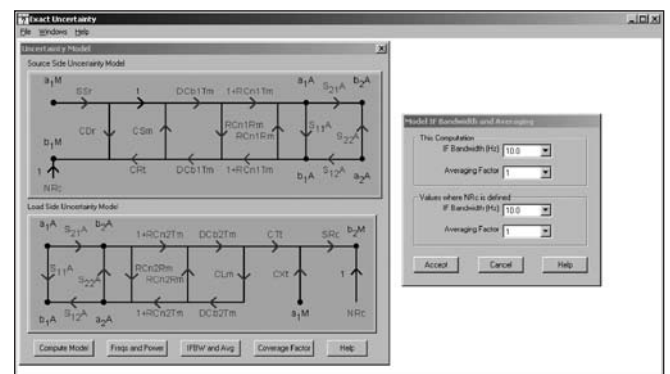 Exact Uncertainty
File Windows Help
Uncertainty Model
Source Side Uncertainty Model
a1M SSr 1 DCb1Tm 1+RCn1Tm a1A S21A b2A
CDr CSm RCn1Rm RCn1Rm S11A S22A
b1M
CRt DCb1Tm 1+RCn1Tm b1A S12A a2A
1
NRc
Load Side Uncertainty Model
a1A S21A b2A 1+RCn2Tm DCb2Tm CTt SRc b2M
S11A S22A RCn2Rm RCn2Rm CLm CXt 1
b1A S12A a2A 1+RCn2Tm DCb2Tm a1M NRc
Compute Model Freqs and Power IFBW and Avg Coverage Factor Help
Model IF Bandwidth and Averaging
This Computation
IF Bandwidth (Hz) 10.0
Averaging Factor 1
Values where NRc is defined
IF Bandwidth (Hz) 10.0
Averaging Factor 1
Accept Cancel Help